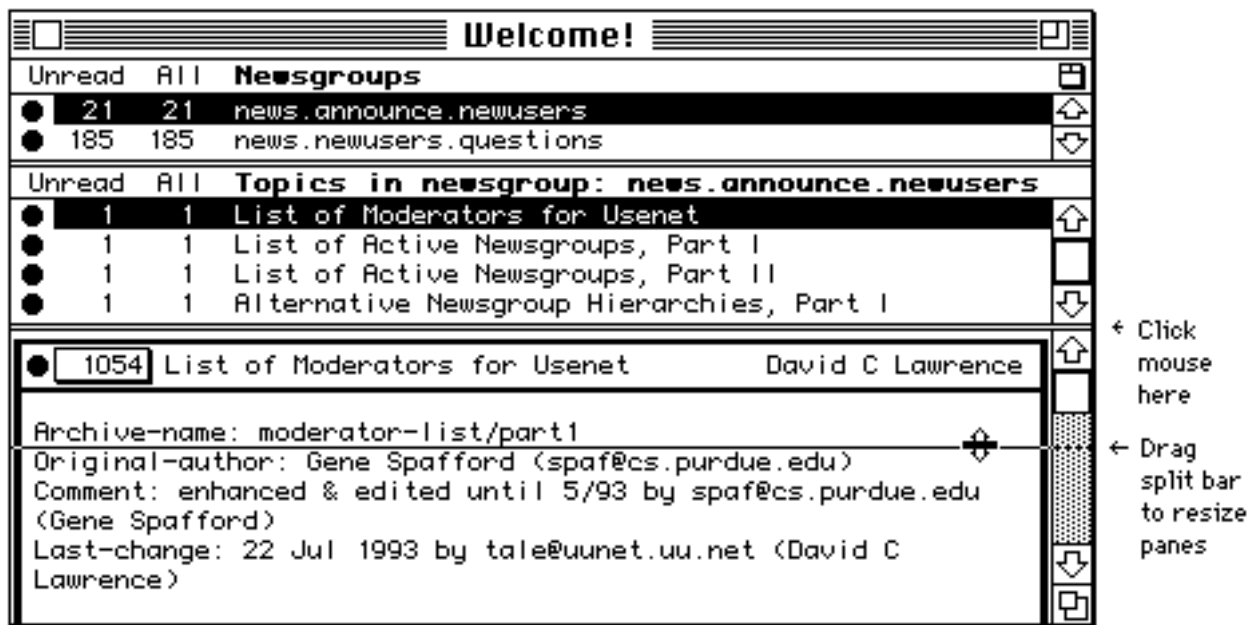 Welcome!
Unread All Newsgroups
21 21 news.announce.newusers
185 185 news.newusers.questions
Unread All Topics in newsgroup: news.announce.newusers
1 1 List of Moderators for Usenet
1 1 List of Active Newsgroups, Part I
1 1 List of Active Newsgroups, Part II
1 1 Alternative Newsgroup Hierarchies, Part I
1054 List of Moderators for Usenet David C Lawrence
Archive-name: moderator-list/part1
Original-author: Gene Spafford (spaf@cs.purdue.edu)
Comment: enhanced & edited until 5/93 by spaf@cs.purdue.edu
(Gene Spafford)
Last-change: 22 Jul 1993 by tale@uunet.uu.net (David C
Lawrence)
Click
mouse
here
Drag
split bar
to resize
panes